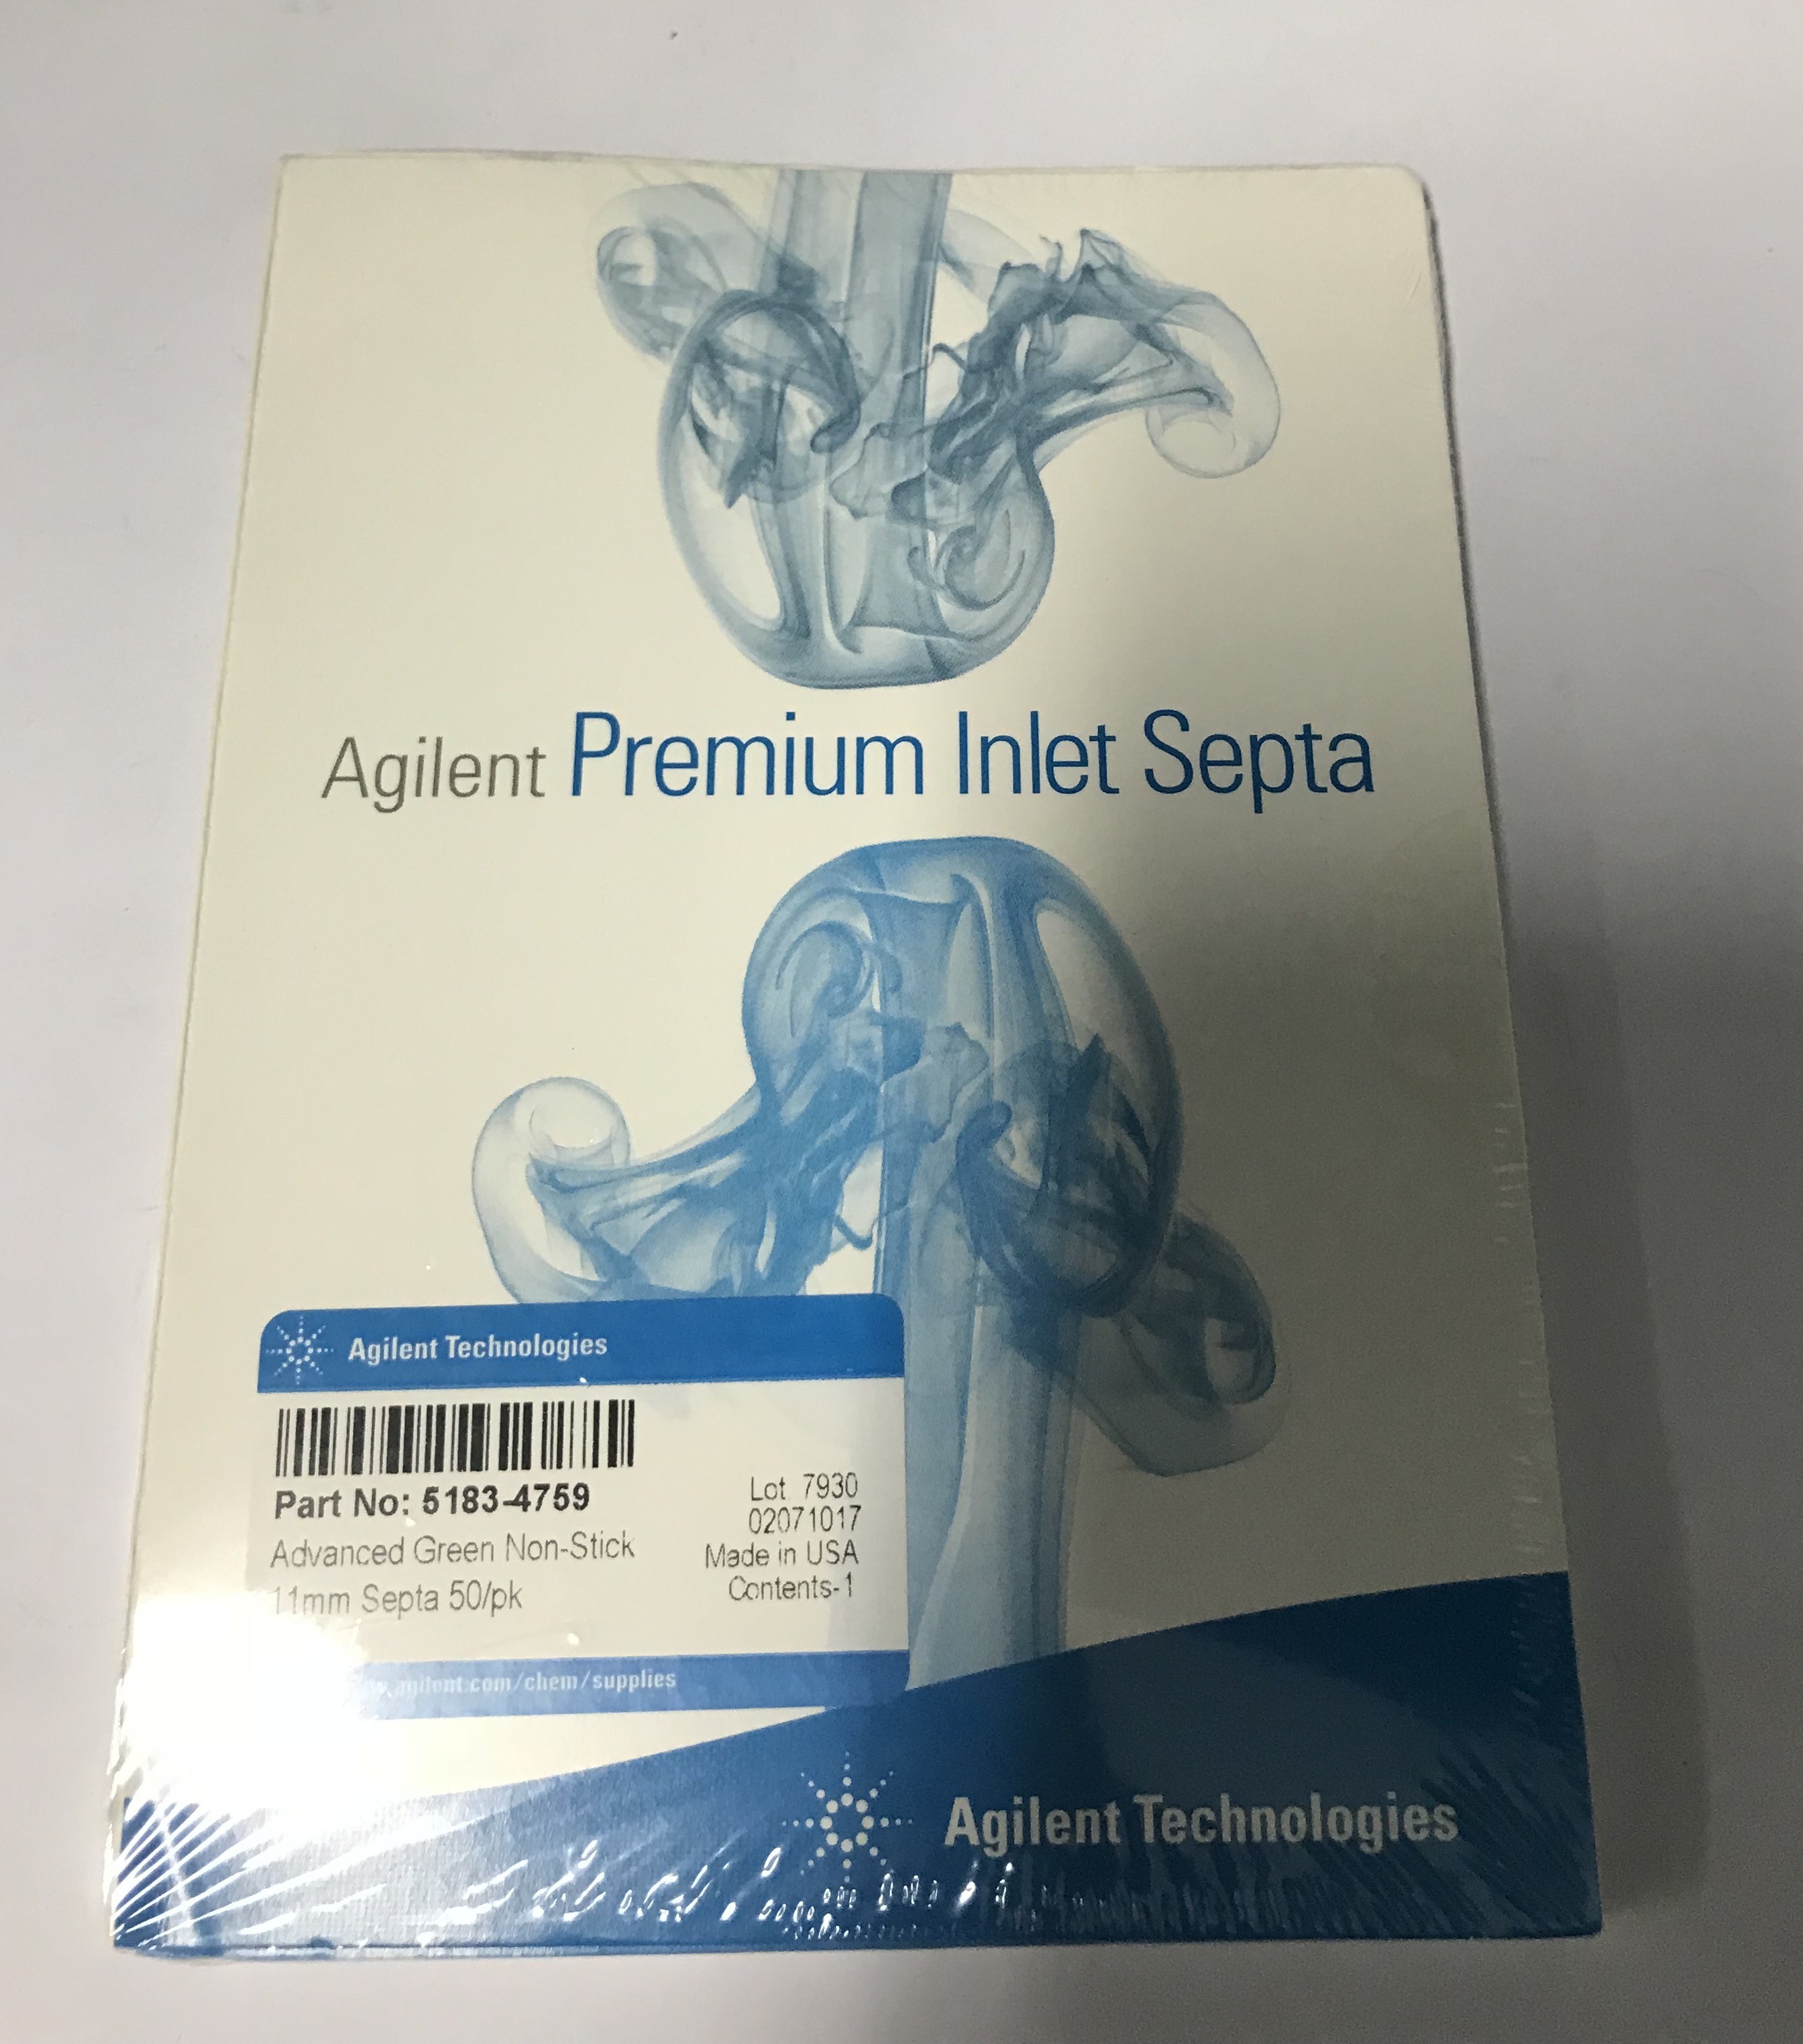 Agilent Premium Inlet Septa
Agilent Technologies
Part No: 5183-4759
Advanced Green Non-Stick
11mm Septa 50/pk
Lot 7930
02071017
Made in USA
Contents-1
agilent.com/chem/supplies
Agilent Technologies